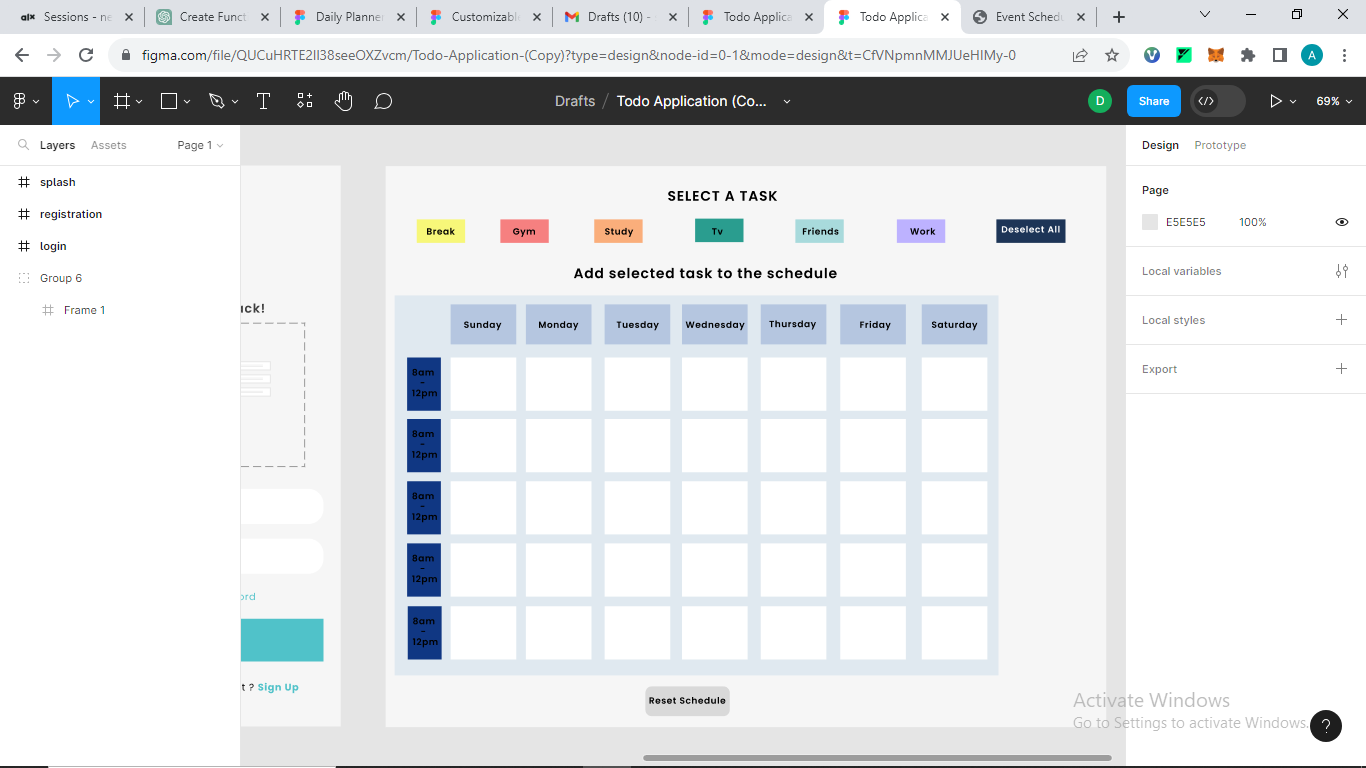 Sessions - ne
Create Funct
Daily Planner
Customizable
Drafts (10) -
Todo Applica
Todo Applica
Event Schedu
figma.com/file/QUCuHRTE2II38seeOXZvcm/Todo-Application-(Copy)?type=design&node-id=0-1&mode=design&t=CfVNpmnMMJUeHIMy-0
A
Drafts / Todo Application (Co...
D
Share
69%
Layers
Assets
Page 1
splash
registration
login
Group 6
Frame 1
ack!
ord
t ? Sign Up
SELECT A TASK
Break
Gym
Study
Tv
Friends
Work
Deselect All
Add selected task to the schedule
Sunday
Monday
Tuesday
Wednesday
Thursday
Friday
Saturday
8am
-
12pm
8am
-
12pm
8am
-
12pm
8am
-
12pm
8am
-
12pm
Reset Schedule
Design
Prototype
Page
E5E5E5
100%
Local variables
Local styles
Export
Activate Windows
Go to Settings to activate Windows.
?